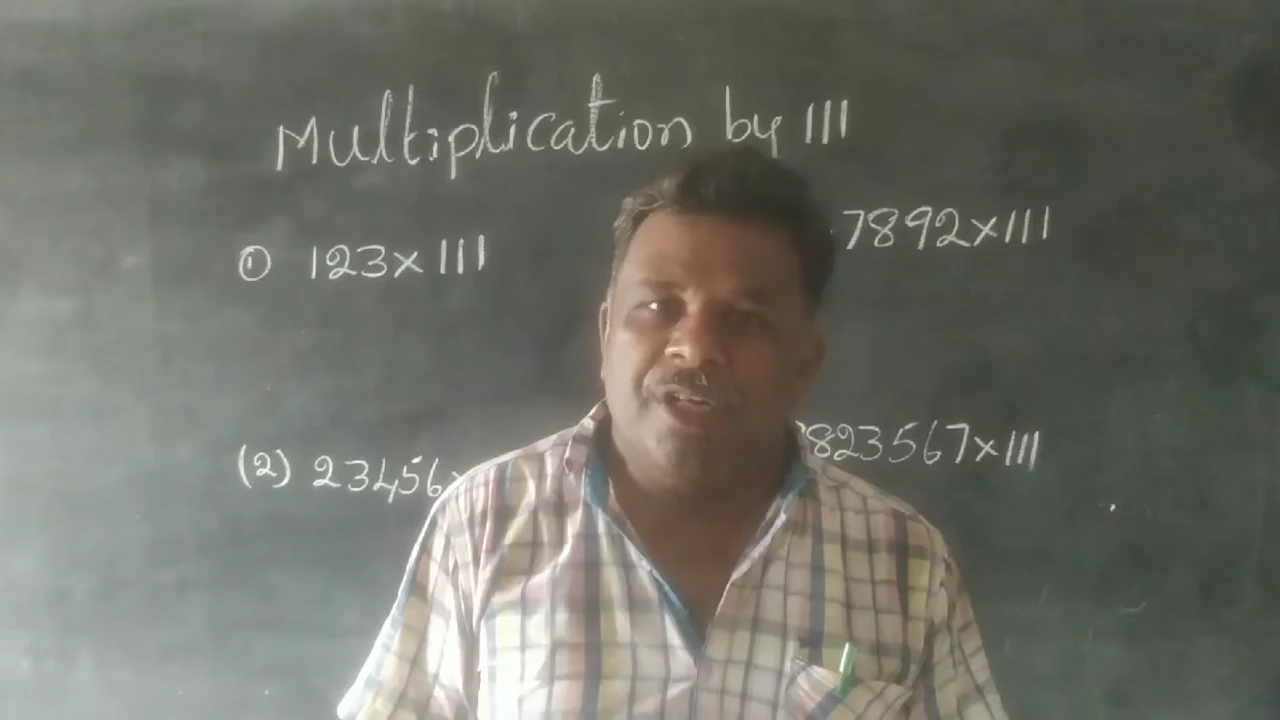 Multiplication by 111
① 123×111
7892×111
(2) 23456
823567×111